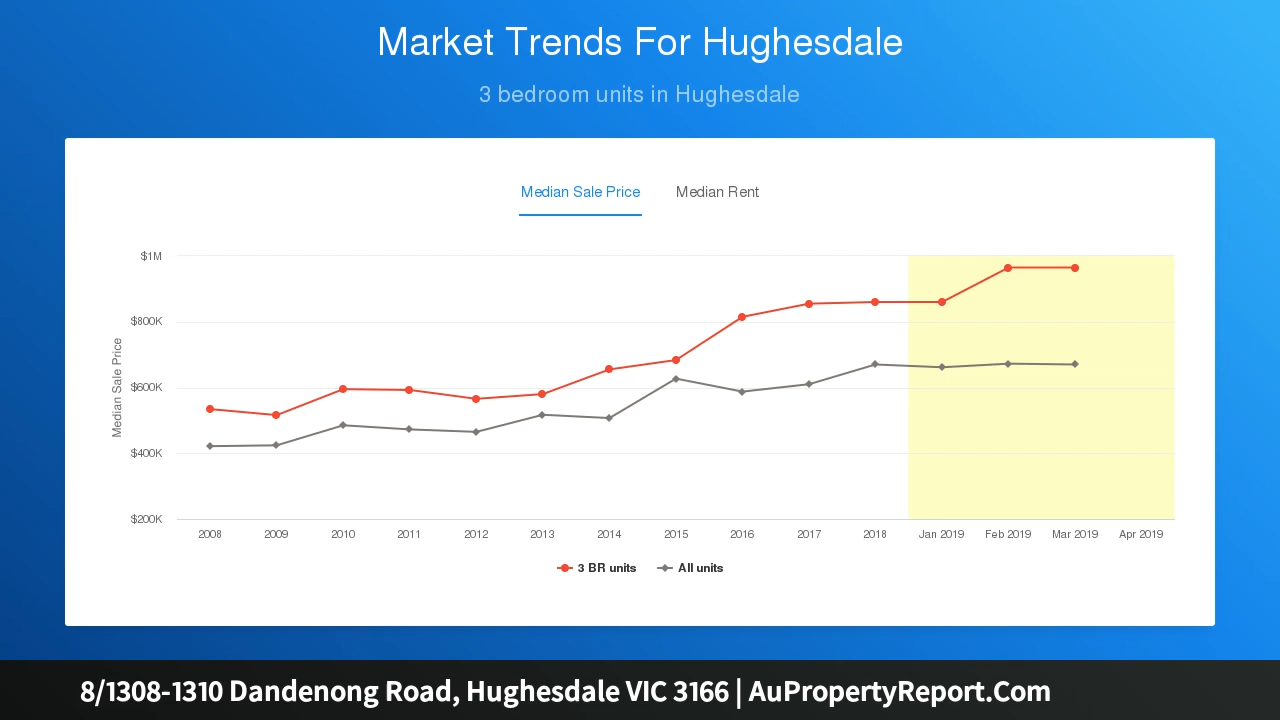 Market Trends For Hughesdale
3 bedroom units in Hughesdale
Median Sale Price Median Rent
Median Sale Price
$1M
$800K
$600K
$400K
$200K
2008 2009 2010 2011 2012 2013 2014 2015 2016 2017 2018 Jan 2019 Feb 2019 Mar 2019 Apr 2019
3 BR units All units
8/1308-1310 Dandenong Road, Hughesdale VIC 3166 | AuPropertyReport.Com